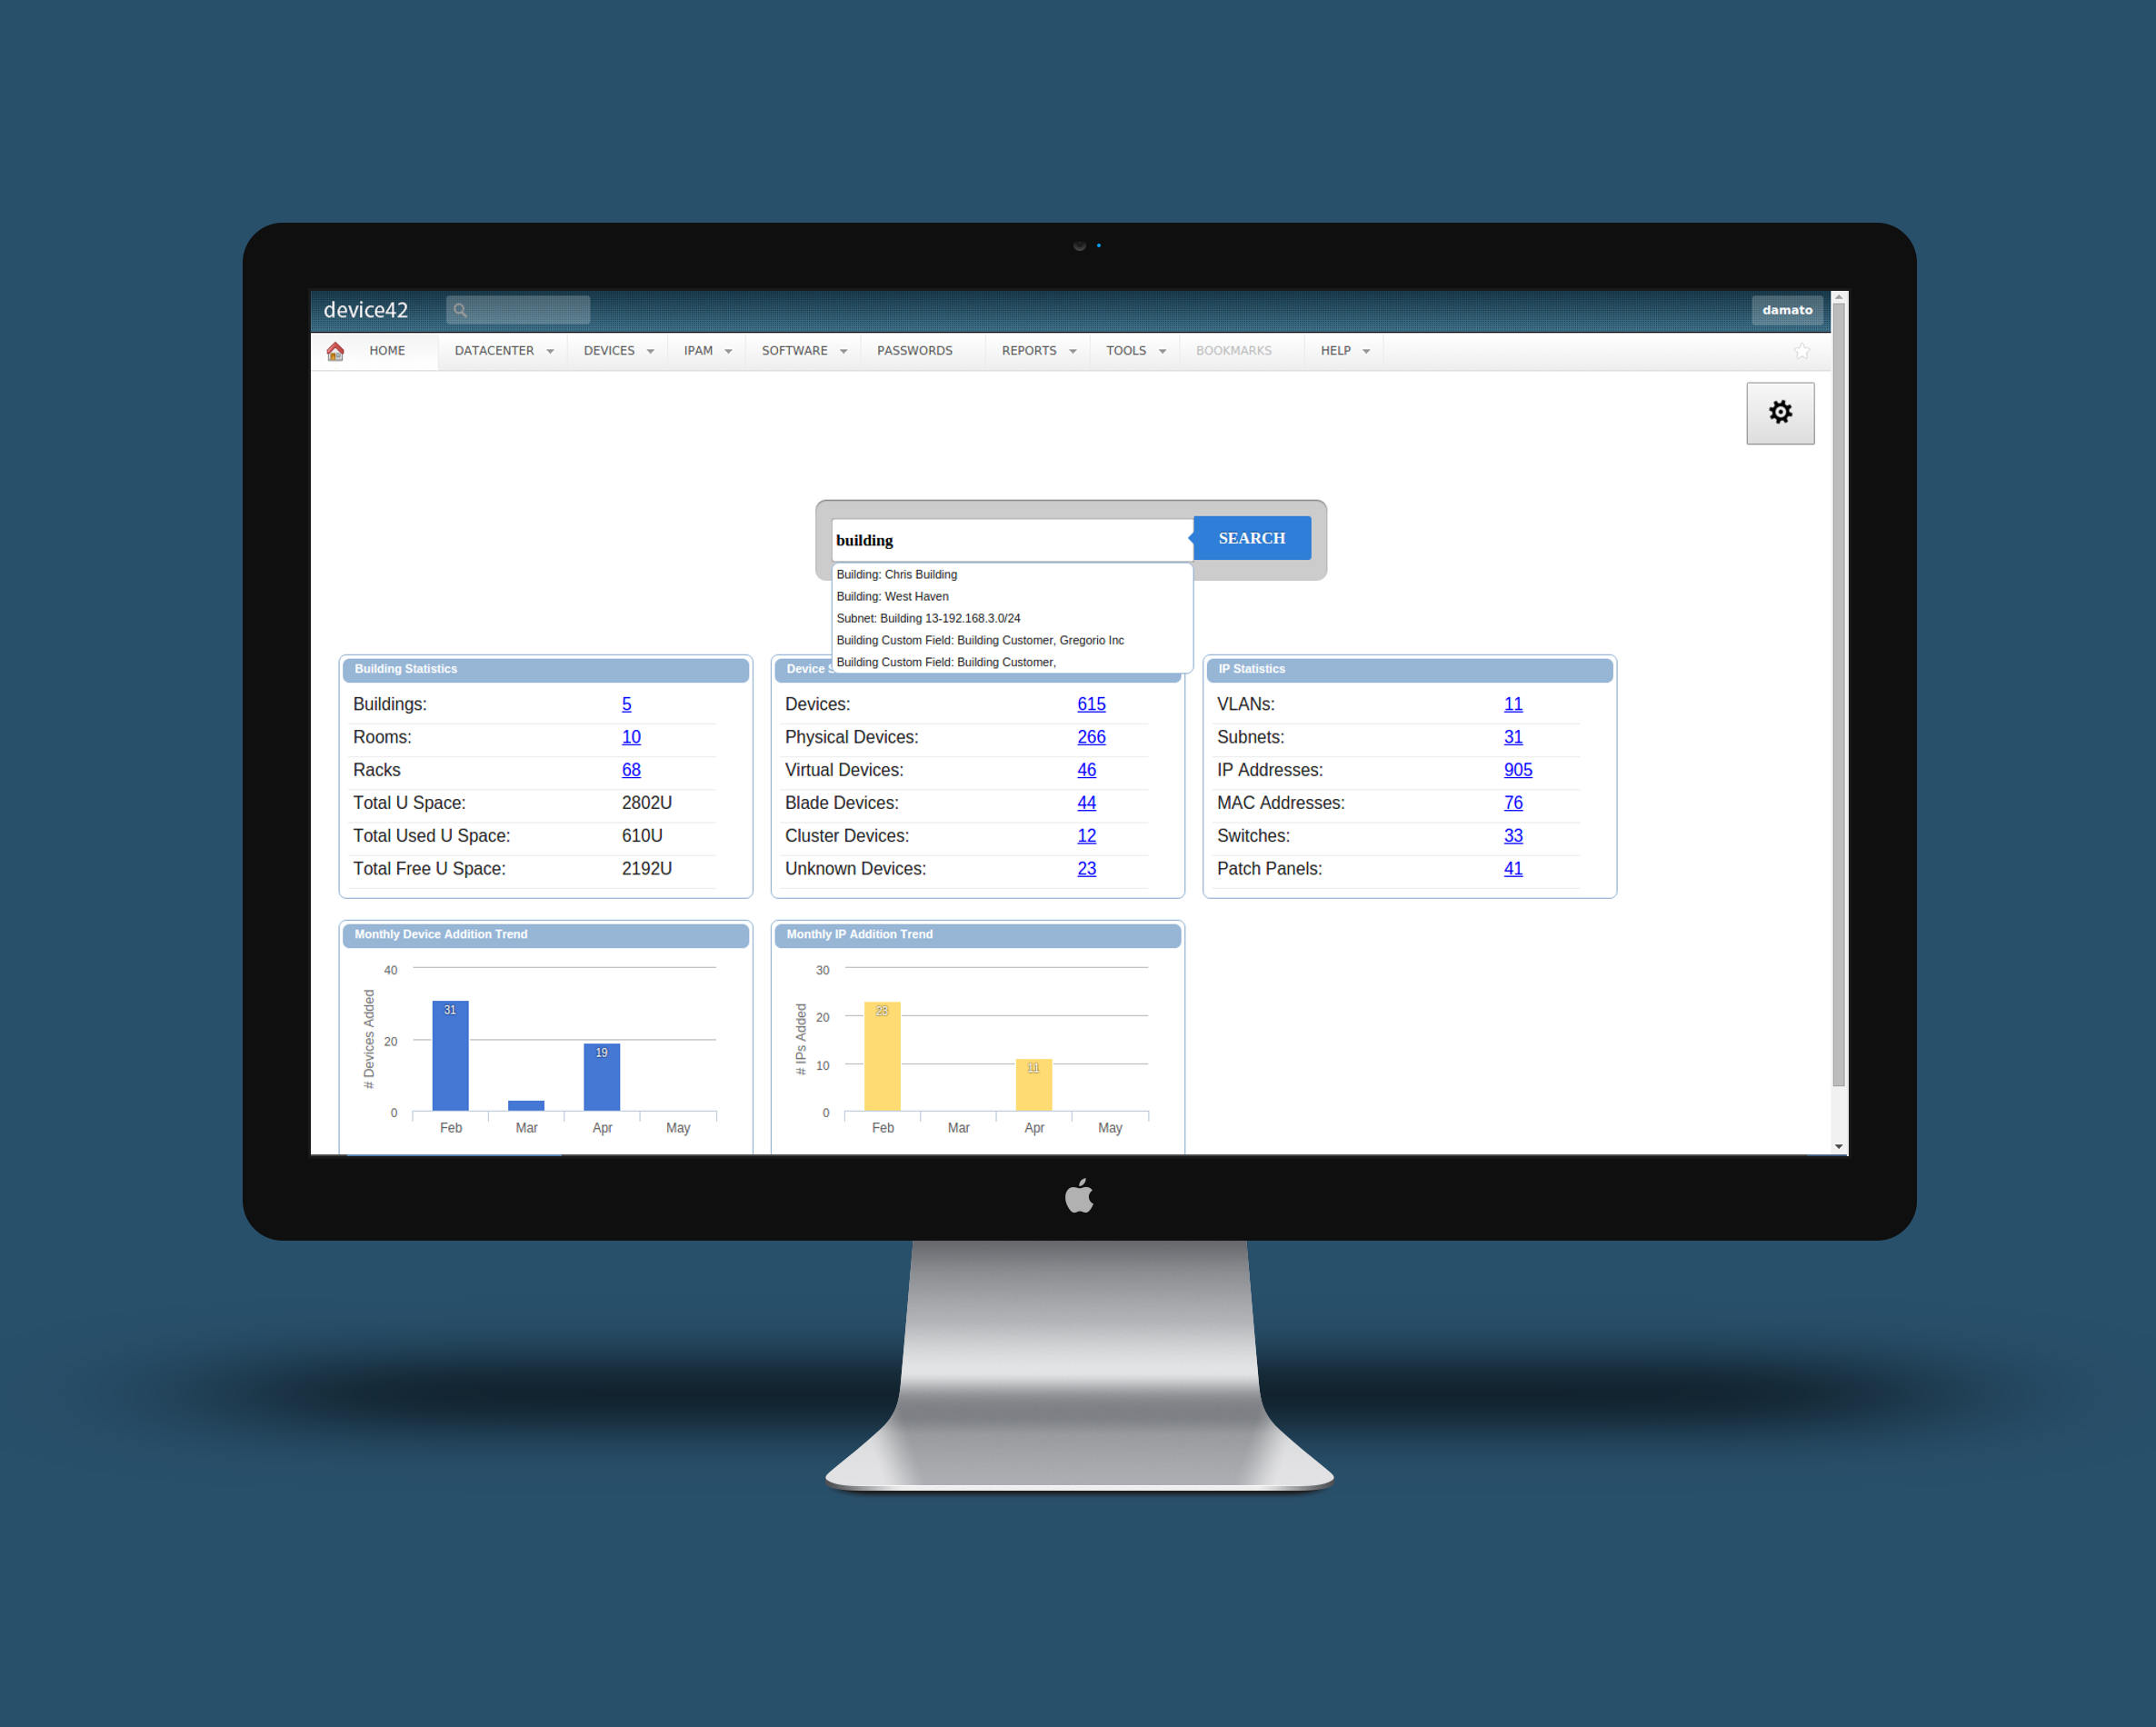 device42
damato
HOME DATACENTER DEVICES IPAM SOFTWARE PASSWORDS REPORTS TOOLS BOOKMARKS HELP
building SEARCH
Building: Chris Building
Building: West Haven
Subnet: Building 13-192.168.3.0/24
Building Custom Field: Building Customer, Gregorio Inc
Building Custom Field: Building Customer,
Building Statistics
Buildings: 5
Rooms: 10
Racks 68
Total U Space: 2802U
Total Used U Space: 610U
Total Free U Space: 2192U
Device S
Devices: 615
Physical Devices: 266
Virtual Devices: 46
Blade Devices: 44
Cluster Devices: 12
Unknown Devices: 23
IP Statistics
VLANs: 11
Subnets: 31
IP Addresses: 905
MAC Addresses: 76
Switches: 33
Patch Panels: 41
Monthly Device Addition Trend
# Devices Added
40
20
0
31
19
Feb Mar Apr May
Monthly IP Addition Trend
# IPs Added
30
20
10
0
23
11
Feb Mar Apr May